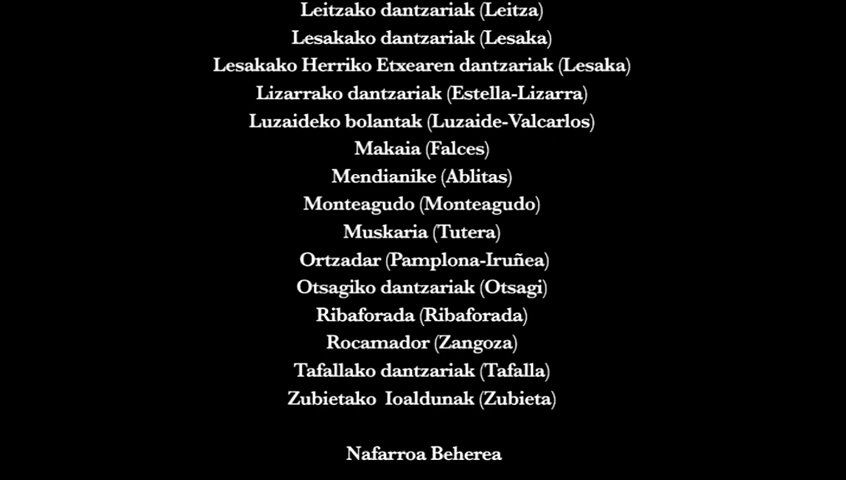 Leitzako dantzariak (Leitza)
Lesakako dantzariak (Lesaka)
Lesakako Herriko Etxearen dantzariak (Lesaka)
Lizarrako dantzariak (Estella-Lizarra)
Luzaideko bolantak (Luzaide-Valcarlos)
Makaia (Falces)
Mendianike (Ablitas)
Monteagudo (Monteagudo)
Muskaria (Tutera)
Ortzadar (Pamplona-Iruñea)
Otsagiko dantzariak (Otsagi)
Ribaforada (Ribaforada)
Rocamador (Zangoza)
Tafallako dantzariak (Tafalla)
Zubietako Ioaldunak (Zubieta)
Nafarroa Beherea